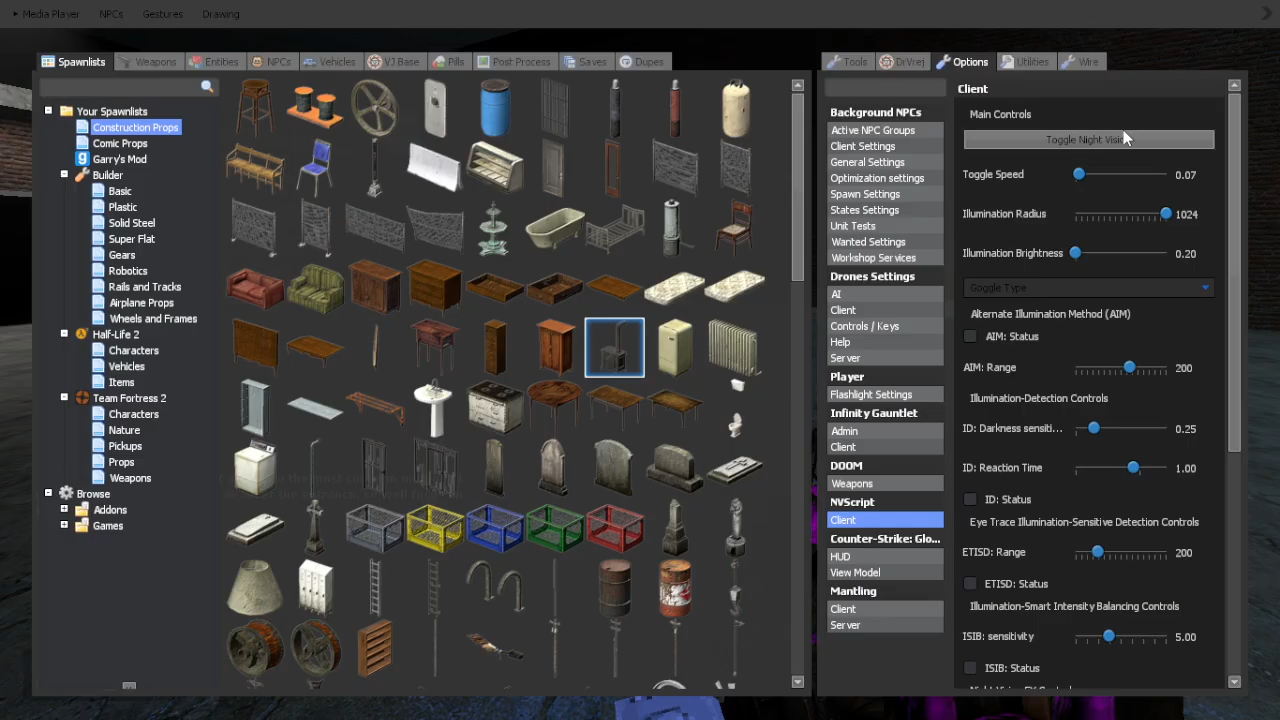 Media Player NPCs Gestures Drawing
Spawnlists Weapons Entities NPCs Vehicles VJ Base Pills Post Process Saves Dupes
Your Spawnlists
Construction Props
Comic Props
Garry's Mod
Builder
Basic
Plastic
Solid Steel
Super Flat
Gears
Robotics
Rails and Tracks
Airplane Props
Wheels and Frames
Half-Life 2
Characters
Vehicles
Items
Team Fortress 2
Characters
Nature
Pickups
Props
Weapons
Browse
Addons
Games
Tools DrVrej Options Utilities Wire
Background NPCs
Active NPC Groups
Client Settings
General Settings
Optimization settings
Spawn Settings
States Settings
Unit Tests
Wanted Settings
Workshop Services
Drones Settings
AI
Client
Controls / Keys
Help
Server
Player
Flashlight Settings
Infinity Gauntlet
Admin
Client
DOOM
Weapons
NVScript
Client
Counter-Strike: Glo...
HUD
View Model
Mantling
Client
Server
Client
Main Controls
Toggle Night Visi
Toggle Speed 0.07
Illumination Radius 1024
Illumination Brightness 0.20
Goggle Type
Alternate Illumination Method (AIM)
AIM: Status
AIM: Range 200
Illumination-Detection Controls
ID: Darkness sensiti... 0.25
ID: Reaction Time 1.00
ID: Status
Eye Trace Illumination-Sensitive Detection Controls
ETISD: Range 200
ETISD: Status
Illumination-Smart Intensity Balancing Controls
ISIB: sensitivity 5.00
ISIB: Status